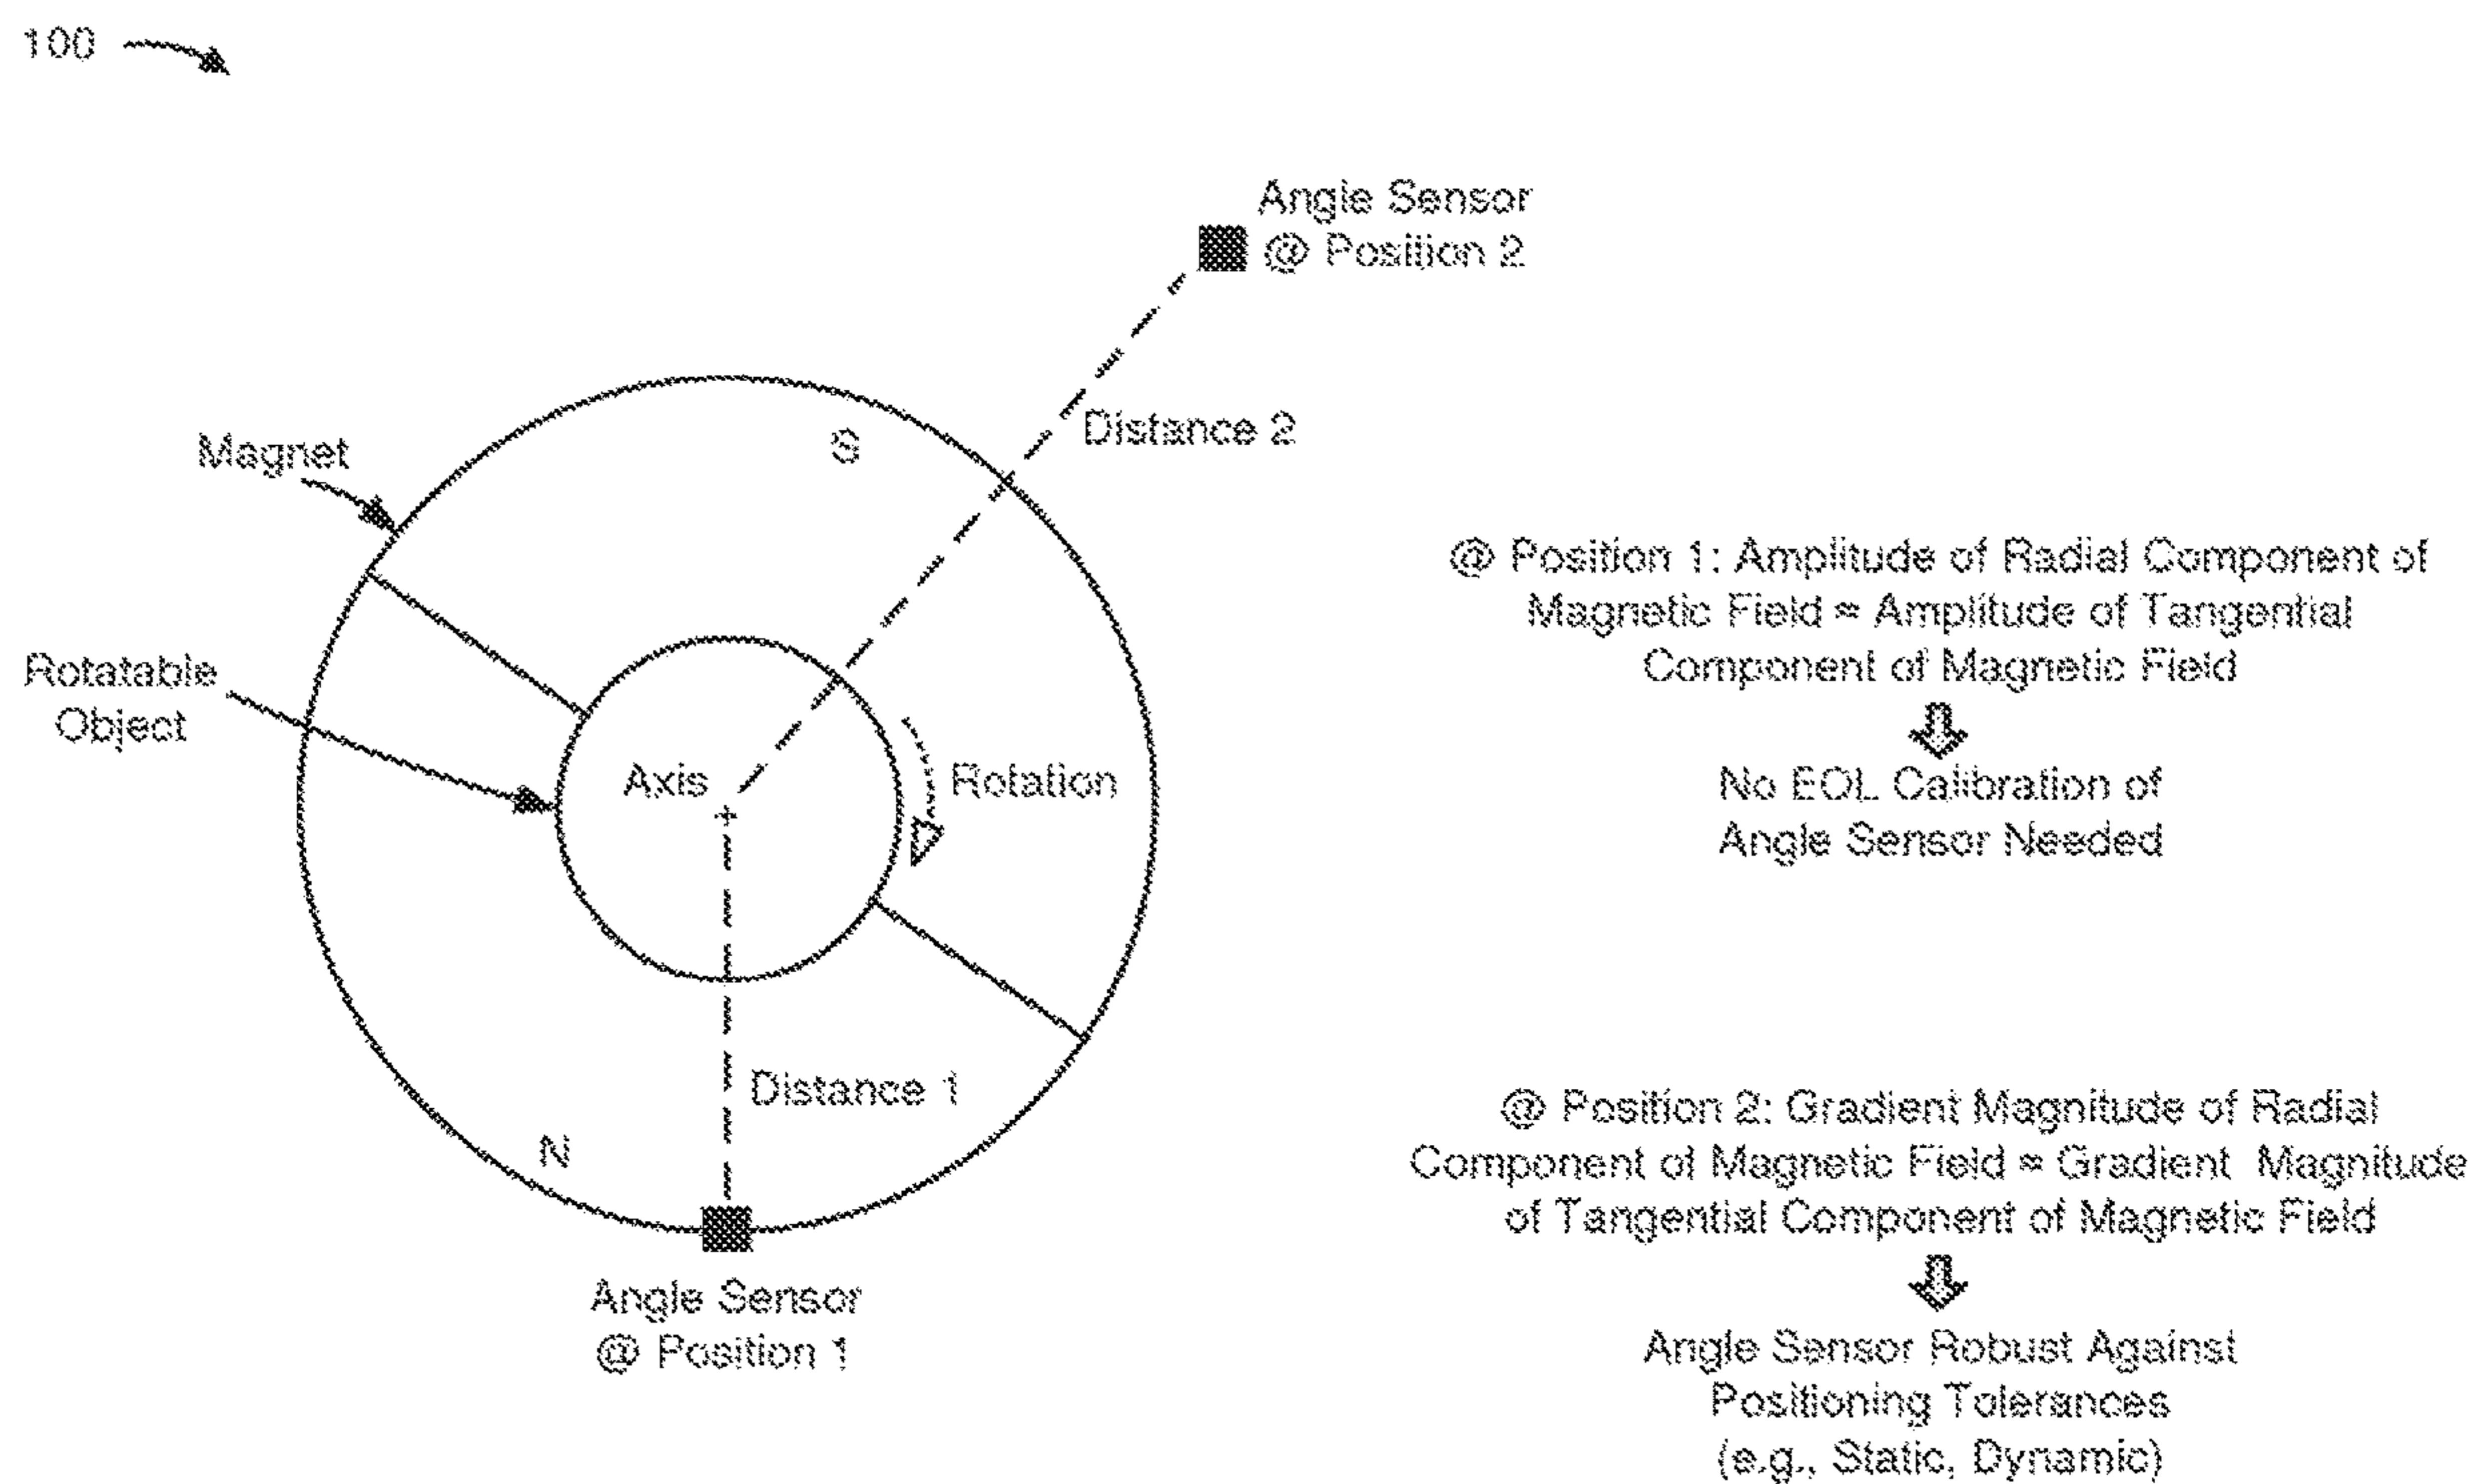 100
Angle Sensor
@ Position 2
Distance 2
S
Magnet
@ Position 1: Amplitude of Radial Component of
Magnetic Field ≈ Amplitude of Tangential
Component of Magnetic Field
Rotatable
Object
Axis
Rotation
No EOL Calibration of
Angle Sensor Needed
Distance 1
N
@ Position 2: Gradient Magnitude of Radial
Component of Magnetic Field ≈ Gradient Magnitude
of Tangential Component of Magnetic Field
Angle Sensor
@ Position 1
Angle Sensor Robust Against
Positioning Tolerances
(e.g., Static, Dynamic)